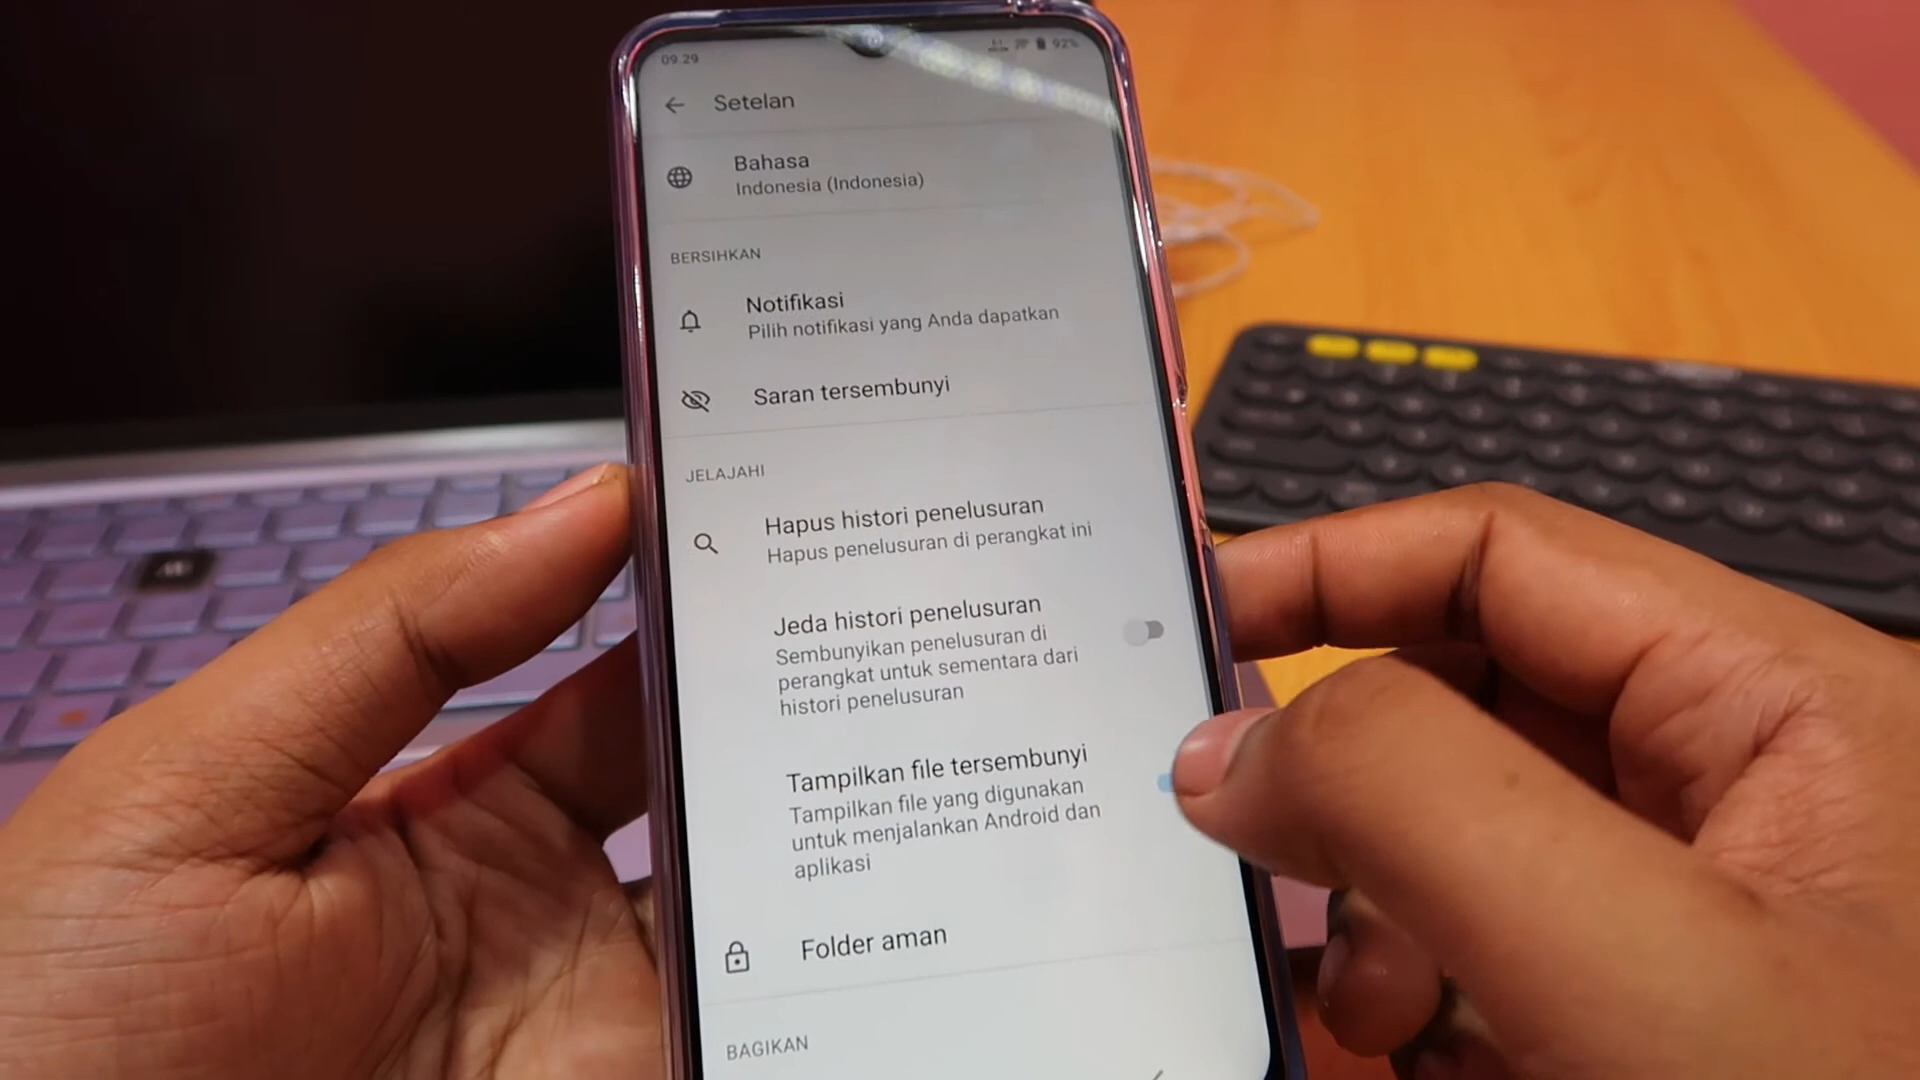 09.29
92%
Setelan
Bahasa
Indonesia (Indonesia)
BERSIHKAN
Notifikasi
Pilih notifikasi yang Anda dapatkan
Saran tersembunyi
JELAJAHI
Hapus histori penelusuran
Hapus penelusuran di perangkat ini
Jeda histori penelusuran
Sembunyikan penelusuran di
perangkat untuk sementara dari
histori penelusuran
Tampilkan file tersembunyi
Tampilkan file yang digunakan
untuk menjalankan Android dan
aplikasi
Folder aman
BAGIKAN